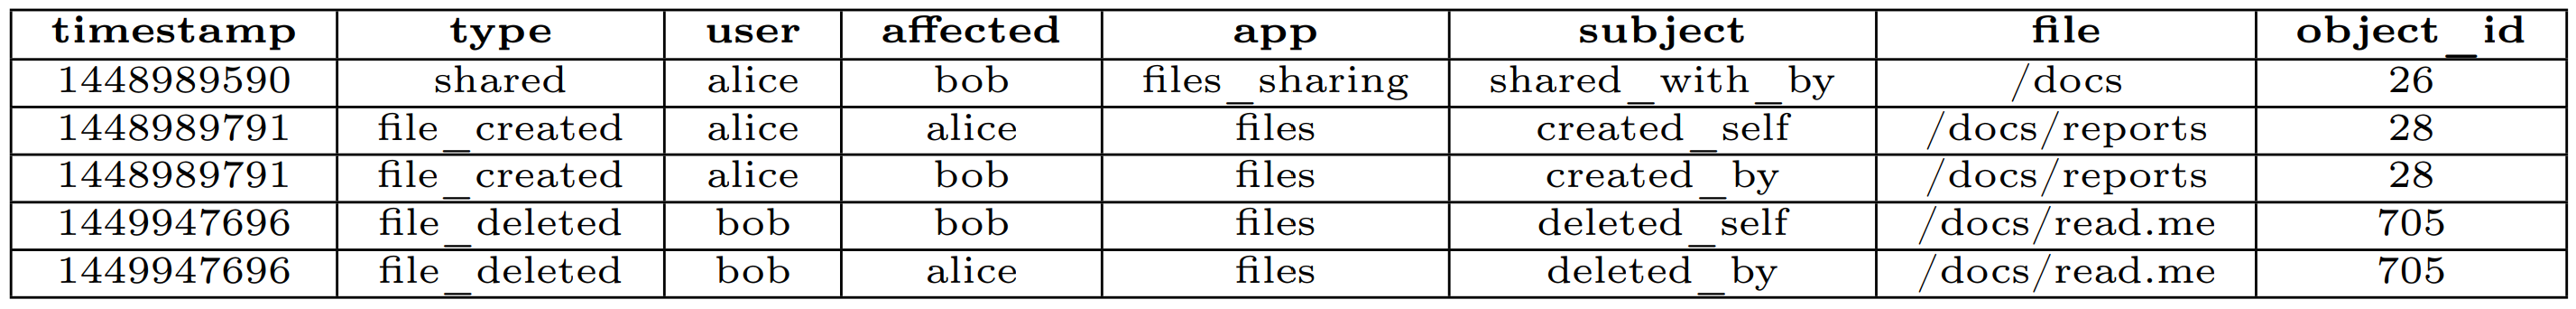 timestamp type user affected app subject file object_id
1448989590 shared alice bob files_sharing shared_with_by /docs 26
1448989791 file_created alice alice files created_self /docs/reports 28
1448989791 file_created alice bob files created_by /docs/reports 28
1449947696 file_deleted bob bob files deleted_self /docs/read.me 705
1449947696 file_deleted bob alice files deleted_by /docs/read.me 705